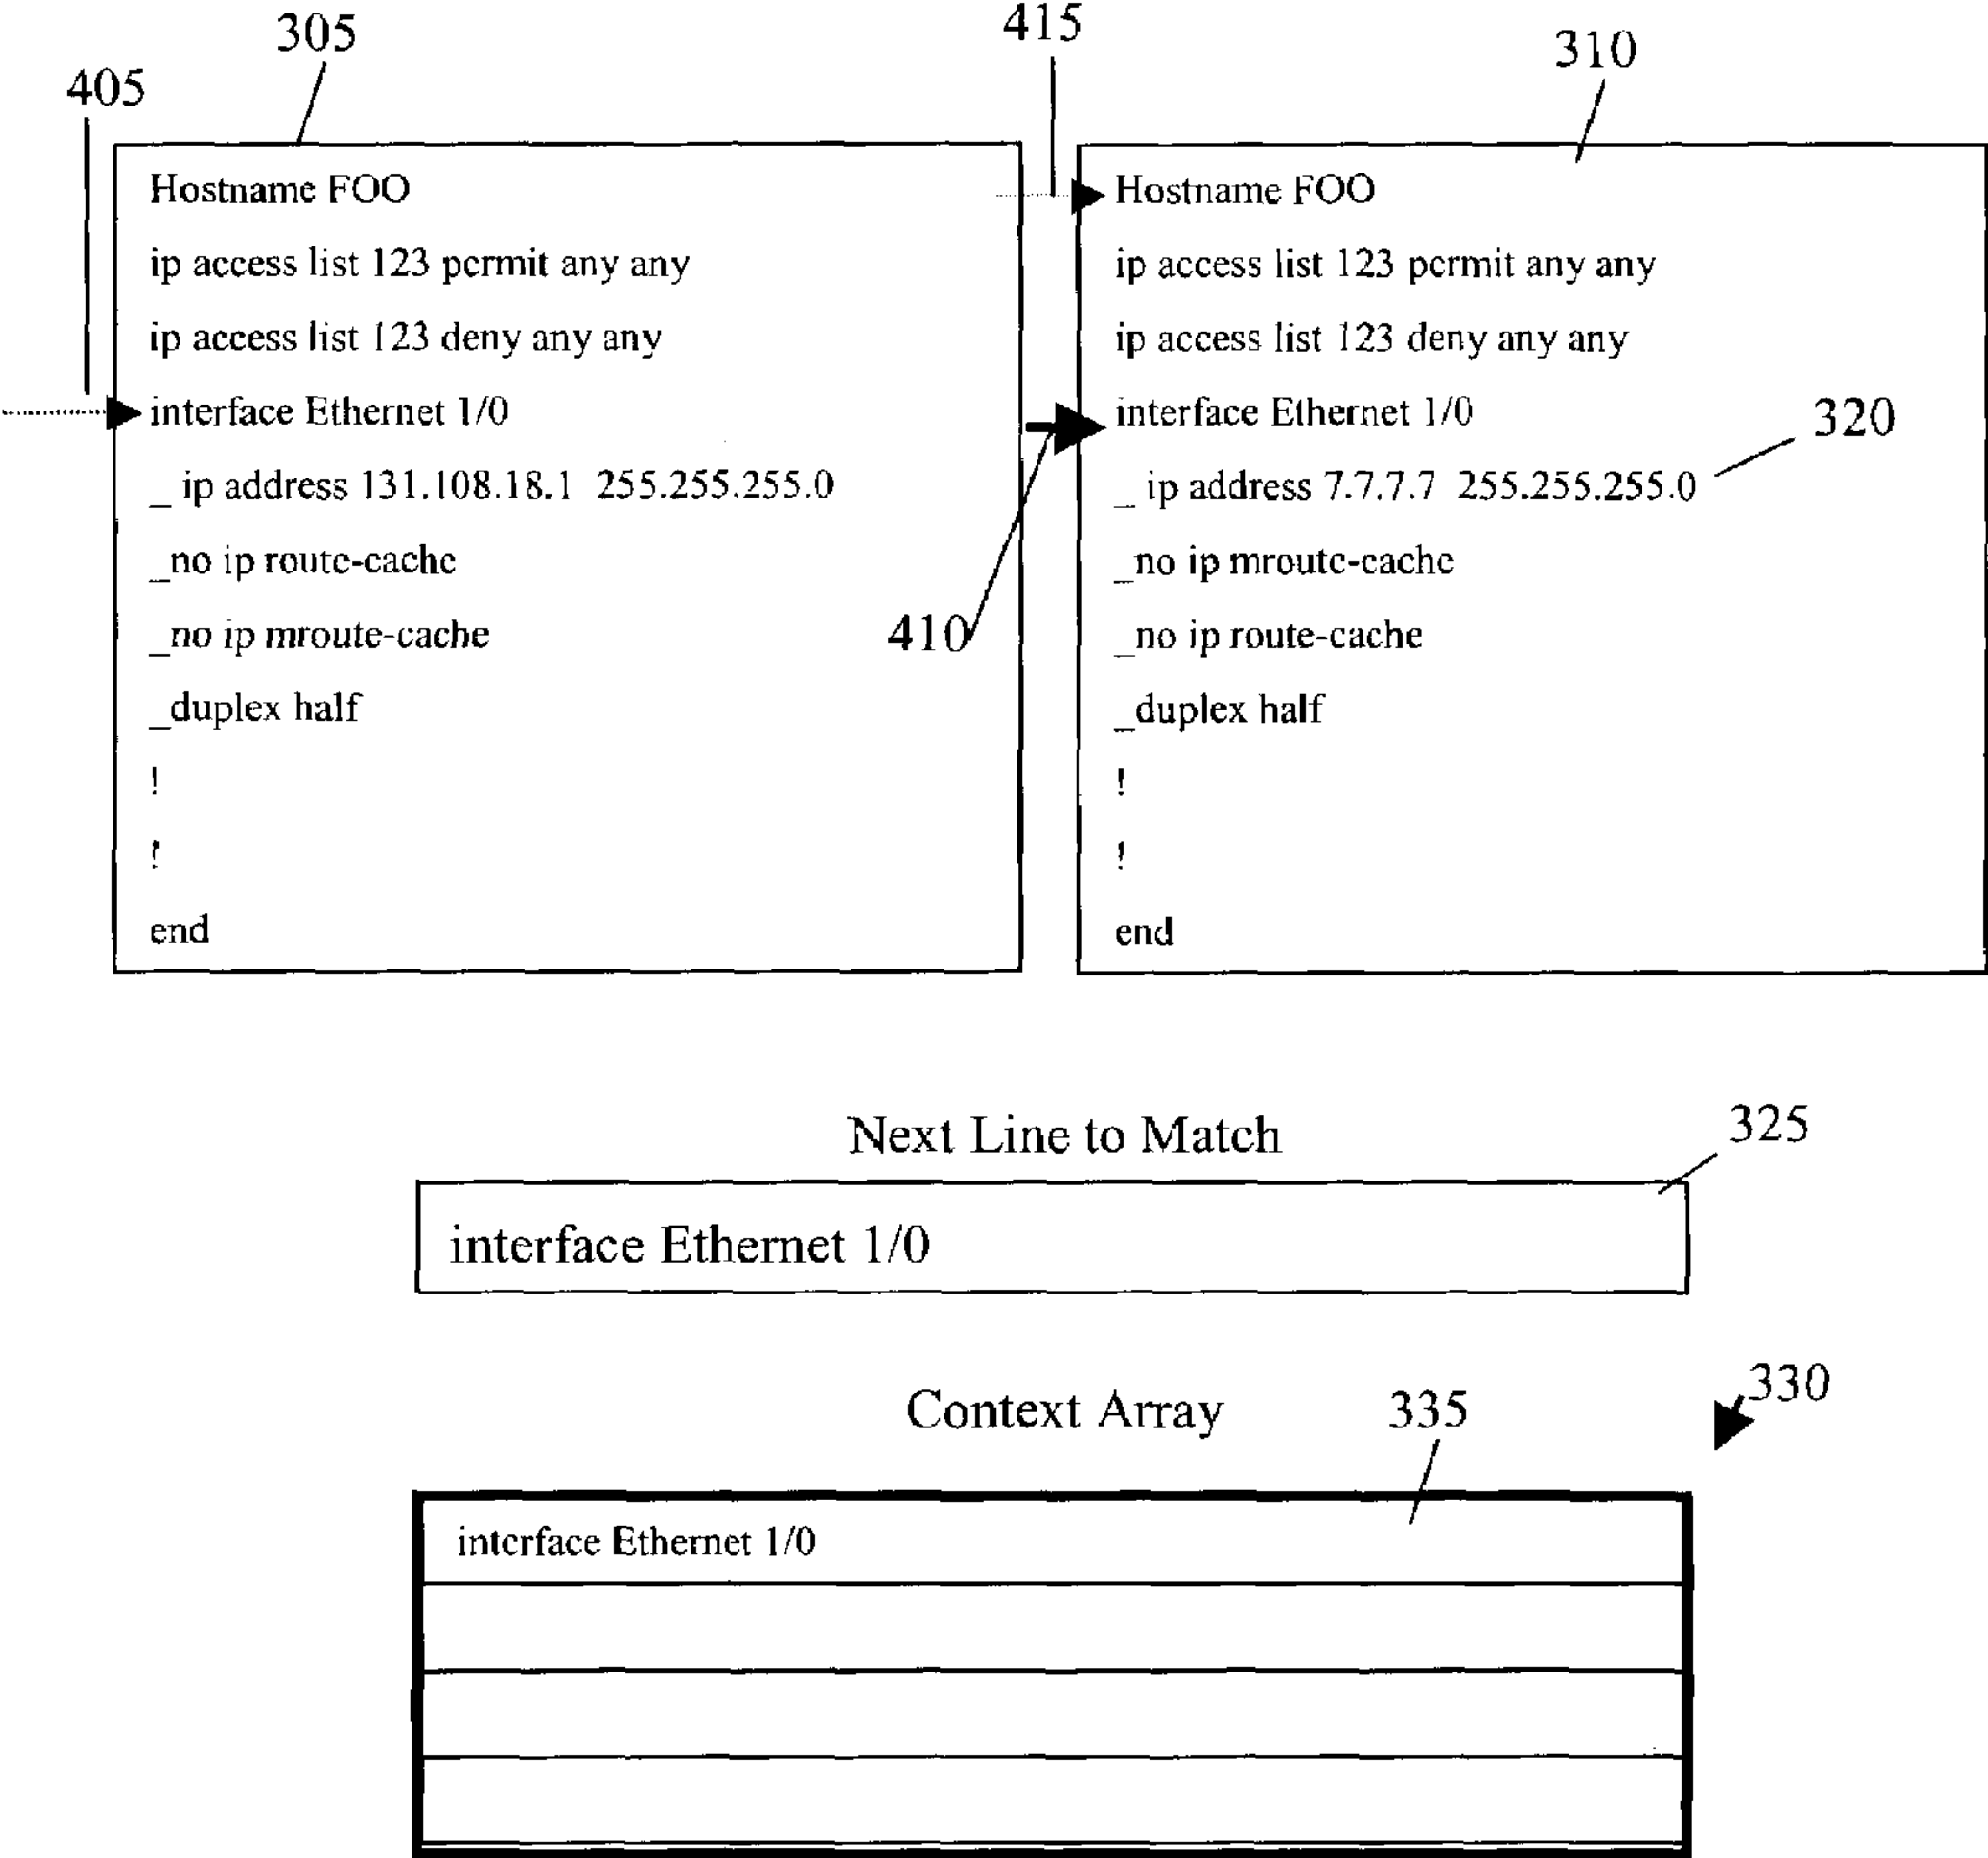 305
415
310
405
Hostname FOO
ip access list 123 permit any any
ip access list 123 deny any any
interface Ethernet 1/0
_ ip address 131.108.18.1 255.255.255.0
_no ip route-cache
_no ip mroute-cache
_duplex half
!
!
end
410
Hostname FOO
ip access list 123 permit any any
ip access list 123 deny any any
interface Ethernet 1/0
_ ip address 7.7.7.7 255.255.255.0
_no ip mroute-cache
_no ip route-cache
_duplex half
!
!
end
320
Next Line to Match
325
interface Ethernet 1/0
Context Array
335
330
interface Ethernet 1/0